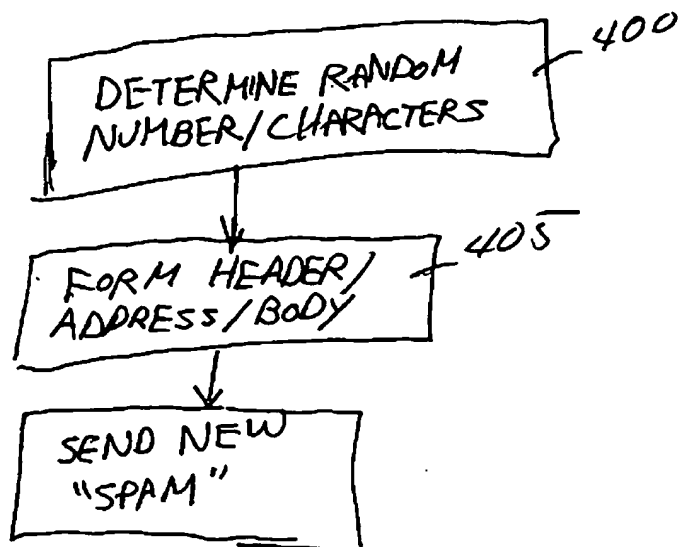 400
DETERMINE RANDOM
NUMBER/CHARACTERS
405
FORM HEADER/
ADDRESS/BODY
SEND NEW
"SPAM"